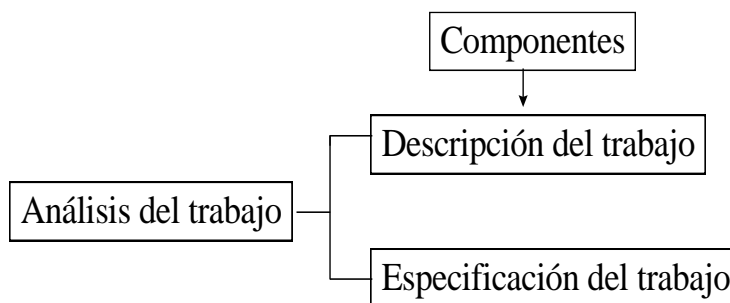 Componentes
Descripción del trabajo
Análisis del trabajo
Especificación del trabajo